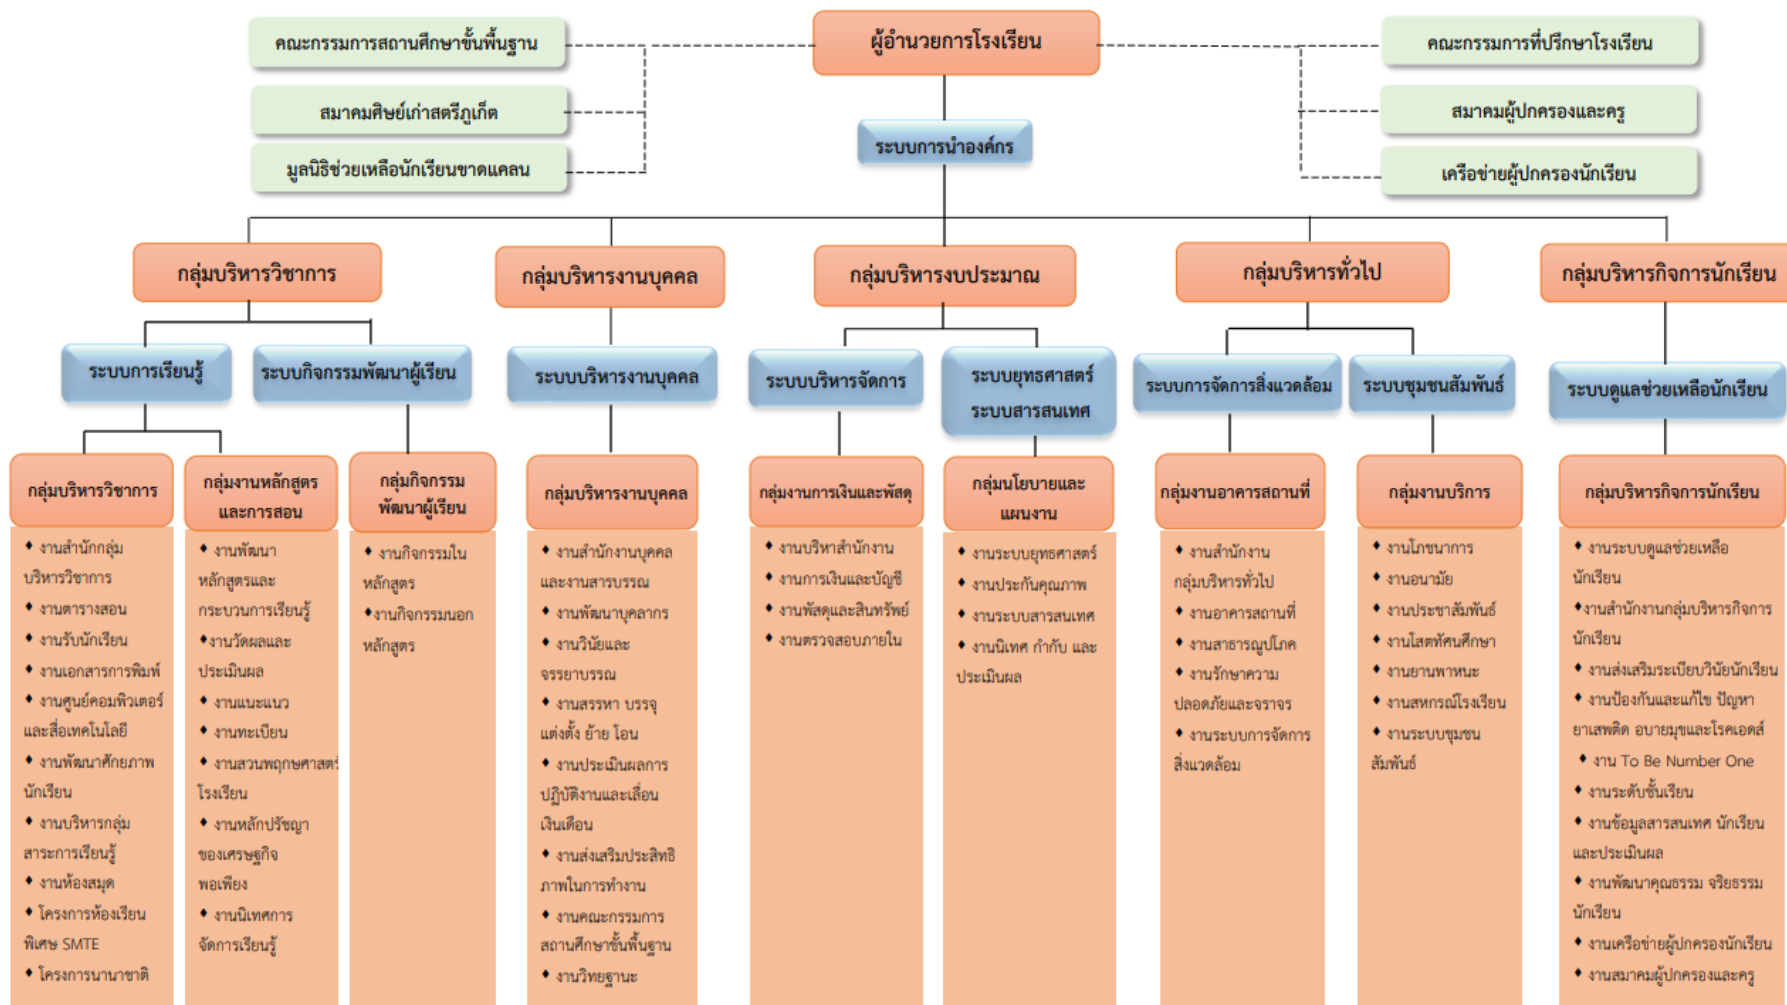 คณะกรรมการสถานศึกษาขั้นพื้นฐาน
ผู้อำนวยการโรงเรียน
คณะกรรมการที่ปรึกษาโรงเรียน
สมาคมศิษย์เก่าสตรีภูเก็ต
สมาคมผู้ปกครองและครู
ระบบการนำองค์กร
มูลนิธิช่วยเหลือนักเรียนขาดแคลน
เครือข่ายผู้ปกครองนักเรียน
กลุ่มบริหารวิชาการ
กลุ่มบริหารงานบุคคล
กลุ่มบริหารงบประมาณ
กลุ่มบริหารทั่วไป
กลุ่มบริหารกิจการนักเรียน
ระบบการเรียนรู้
ระบบกิจกรรมพัฒนาผู้เรียน
ระบบบริหารงานบุคคล
ระบบบริหารจัดการ
ระบบยุทธศาสตร์
ระบบสารสนเทศ
ระบบการจัดการสิ่งแวดล้อม
ระบบชุมชนสัมพันธ์
ระบบดูแลช่วยเหลือนักเรียน
กลุ่มบริหารวิชาการ
♦ งานสำนักกลุ่ม
บริหารวิชาการ
♦ งานตารางสอน
♦ งานรับนักเรียน
♦ งานเอกสารการพิมพ์
♦ งานศูนย์คอมพิวเตอร์
และสื่อเทคโนโลยี
♦ งานพัฒนาศักยภาพ
นักเรียน
♦ งานบริหารกลุ่ม
สาระการเรียนรู้
♦ งานห้องสมุด
♦ โครงการห้องเรียน
พิเศษ SMTE
♦ โครงการนานาชาติ
กลุ่มงานหลักสูตร
และการสอน
♦ งานพัฒนา
หลักสูตรและ
กระบวนการเรียนรู้
♦งานวัดผลและ
ประเมินผล
♦ งานแนะแนว
♦ งานทะเบียน
♦ งานสวนพฤกษศาสตร์
โรงเรียน
♦ งานหลักปรัชญา
ของเศรษฐกิจ
พอเพียง
♦ งานนิเทศการ
จัดการเรียนรู้
กลุ่มกิจกรรม
พัฒนาผู้เรียน
♦ งานกิจกรรมใน
หลักสูตร
♦งานกิจกรรมนอก
หลักสูตร
กลุ่มบริหารงานบุคคล
♦ งานสำนักงานบุคคล
และงานสารบรรณ
♦ งานพัฒนาบุคลากร
♦ งานวินัยและ
จรรยาบรรณ
♦ งานสรรหา บรรจุ
แต่งตั้ง ย้าย โอน
♦ งานประเมินผลการ
ปฏิบัติงานและเลื่อน
เงินเดือน
♦ งานส่งเสริมประสิทธิ
ภาพในการทำงาน
♦ งานคณะกรรมการ
สถานศึกษาขั้นพื้นฐาน
♦ งานวิทยฐานะ
กลุ่มงานการเงินและพัสดุ
♦ งานบริหาสำนักงาน
♦ งานการเงินและบัญชี
♦ งานพัสดุและสินทรัพย์
♦ งานตรวจสอบภายใน
กลุ่มนโยบายและ
แผนงาน
♦ งานระบบยุทธศาสตร์
♦ งานประกันคุณภาพ
♦ งานระบบสารสนเทศ
♦ งานนิเทศ กำกับ และ
ประเมินผล
กลุ่มงานอาคารสถานที่
♦ งานสำนักงาน
กลุ่มบริหารทั่วไป
♦ งานอาคารสถานที่
♦ งานสาธารณูปโภค
♦ งานรักษาความ
ปลอดภัยและจราจร
♦ งานระบบการจัดการ
สิ่งแวดล้อม
กลุ่มงานบริการ
♦ งานโภชนาการ
♦ งานอนามัย
♦ งานประชาสัมพันธ์
♦ งานโสตทัศนศึกษา
♦ งานยานพาหนะ
♦ งานสหกรณ์โรงเรียน
♦ งานระบบชุมชน
สัมพันธ์
กลุ่มบริหารกิจการนักเรียน
♦ งานระบบดูแลช่วยเหลือ
นักเรียน
♦งานสำนักงานกลุ่มบริหารกิจการ
นักเรียน
♦ งานส่งเสริมระเบียบวินัยนักเรียน
♦ งานป้องกันและแก้ไข ปัญหา
ยาเสพติด อบายมุขและโรคเอดส์
♦ งาน To Be Number One
♦ งานระดับชั้นเรียน
♦ งานข้อมูลสารสนเทศ นักเรียน
และประเมินผล
♦ งานพัฒนาคุณธรรม จริยธรรม
นักเรียน
♦ งานเครือข่ายผู้ปกครองนักเรียน
♦ งานสมาคมผู้ปกครองและครู